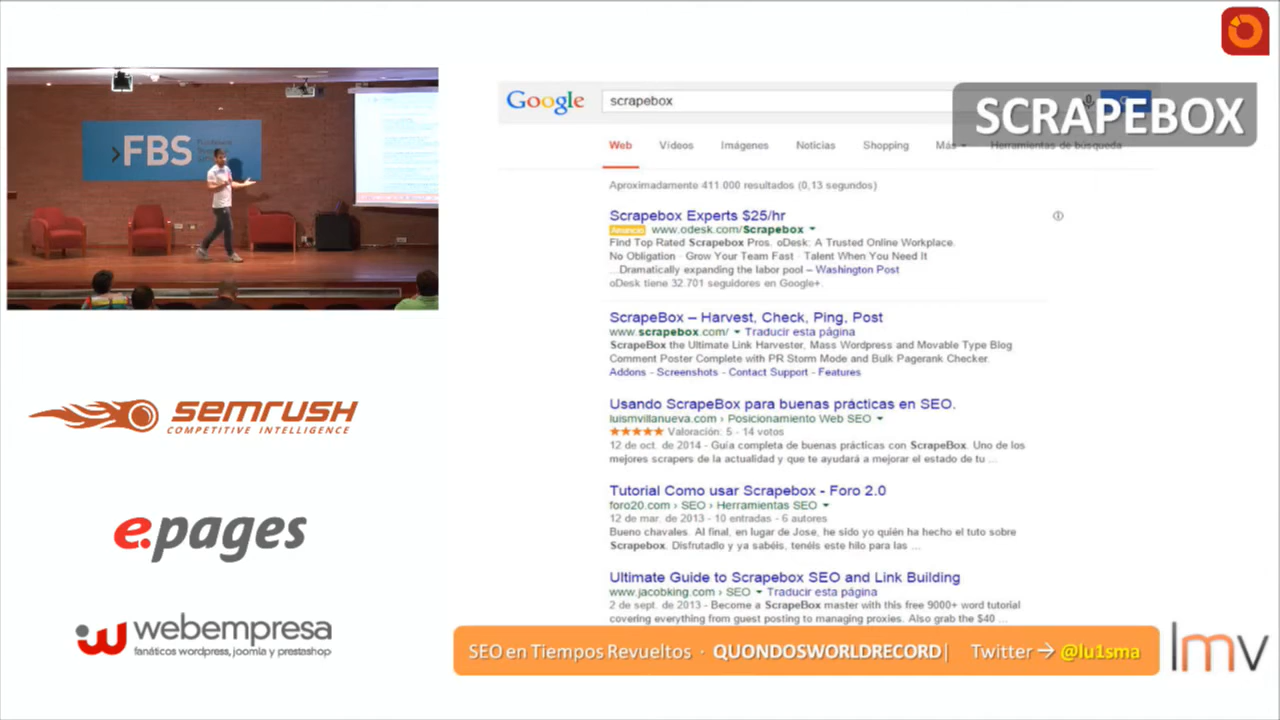 FBS
SEMRUSH
COMPETITIVE INTELLIGENCE
e.pages
webempresa
fanáticos wordpress, joomla y prestashop
Google
scrapebox
SCRAPEBOX
Web Vídeos Imágenes Noticias Shopping Más Herramientas de búsqueda
Aproximadamente 411.000 resultados (0,13 segundos)
Scrapebox Experts $25/hr
Anuncio www.odesk.com/Scrapebox
Find Top Rated Scrapebox Pros. oDesk: A Trusted Online Workplace.
No Obligation · Grow Your Team Fast · Talent When You Need It
...Dramatically expanding the labor pool – Washington Post
oDesk tiene 32.701 seguidores en Google+.
ScrapeBox – Harvest, Check, Ping, Post
www.scrapebox.com/ Traducir esta página
ScrapeBox the Ultimate Link Harvester, Mass Wordpress and Movable Type Blog
Comment Poster Complete with PR Storm Mode and Bulk Pagerank Checker.
Addons - Screenshots - Contact Support - Features
Usando ScrapeBox para buenas prácticas en SEO.
luismvillanueva.com › Posicionamiento Web SEO
Valoración: 5 - 14 votos
12 de oct. de 2014 - Guía completa de buenas prácticas con ScrapeBox. Uno de los
mejores scrapers de la actualidad y que te ayudará a mejorar el estado de tu ...
Tutorial Como usar Scrapebox - Foro 2.0
foro20.com › SEO › Herramientas SEO
12 de mar. de 2013 - 10 entradas - 6 autores
Bueno chavales. Al final, en lugar de Jose, he sido yo quién ha hecho el tuto sobre
Scrapebox. Disfrutadlo y ya sabéis, tenéis este hilo para las ...
Ultimate Guide to Scrapebox SEO and Link Building
www.jacobking.com › SEO Traducir esta página
2 de sept. de 2013 - Become a ScrapeBox master with this free 9000+ word tutorial
covering everything from guest posting to managing proxies. Also grab the $40 ...
SEO en Tiempos Revueltos · QUONDOSWORLDRECORD| Twitter → @lu1sma
lmv